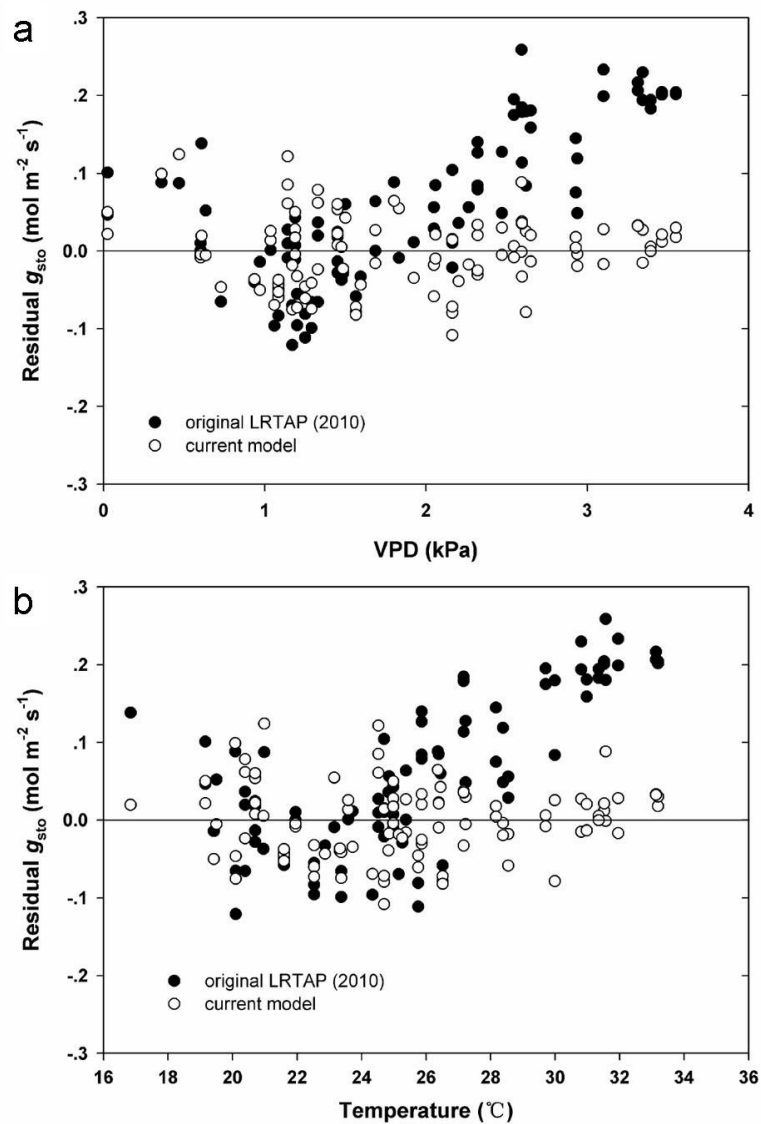 a
.3
.2
.1
0.0
-.1
-.2
-.3
Residual gsto (mol m-2 s-1)
original LRTAP (2010)
current model
0 1 2 3 4
VPD (kPa)
b
.3
.2
.1
0.0
-.1
-.2
-.3
Residual gsto (mol m-2 s-1)
original LRTAP (2010)
current model
16 18 20 22 24 26 28 30 32 34 36
Temperature (℃)